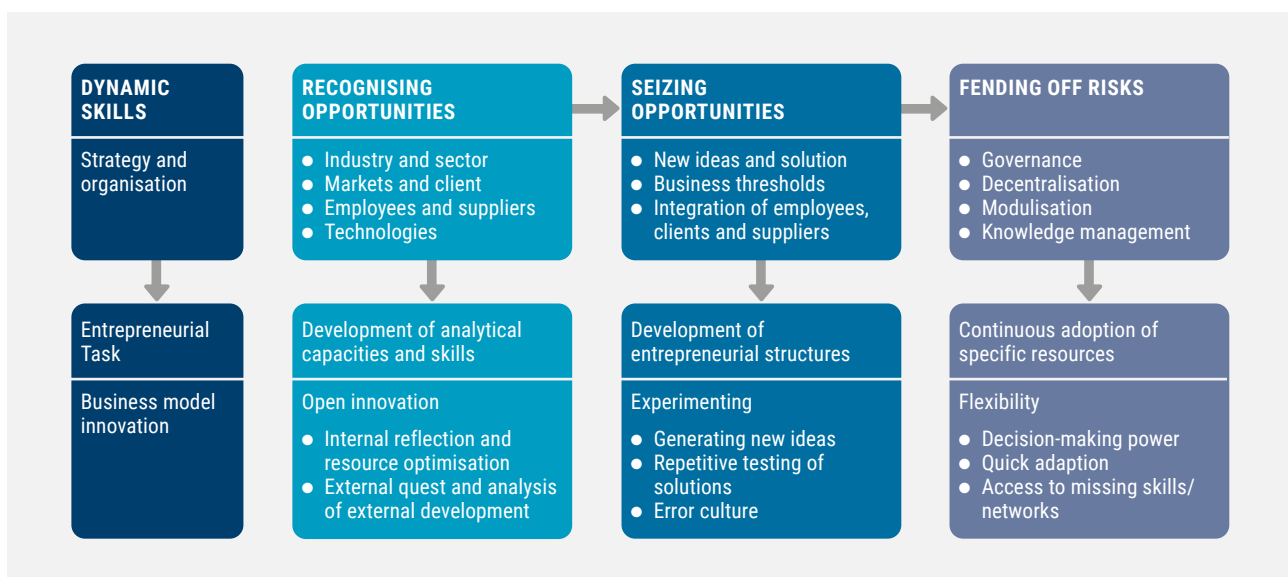 DYNAMIC
SKILLS
Strategy and
organisation
RECOGNISING
OPPORTUNITIES
● Industry and sector
● Markets and client
● Employees and suppliers
● Technologies
SEIZING
OPPORTUNITIES
● New ideas and solution
● Business thresholds
● Integration of employees,
clients and suppliers
FENDING OFF RISKS
● Governance
● Decentralisation
● Modulisation
● Knowledge management
Entrepreneurial
Task
Business model
innovation
Development of analytical
capacities and skills
Open innovation
● Internal reflection and
resource optimisation
● External quest and analysis
of external development
Development of
entrepreneurial structures
Experimenting
● Generating new ideas
● Repetitive testing of
solutions
● Error culture
Continuous adoption of
specific resources
Flexibility
● Decision-making power
● Quick adaption
● Access to missing skills/
networks